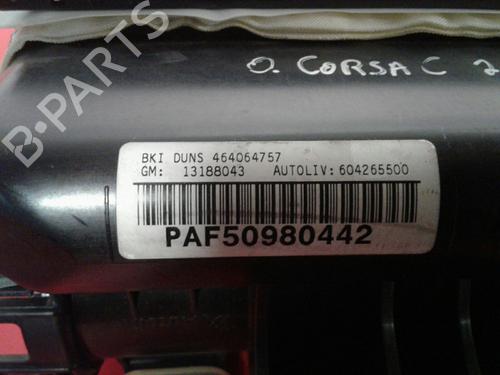 B-PARTS
O. CORSA C 2
BKI DUNS 464064757
GM: 13188043 AUTOLIV: 604265500
PAF50980442